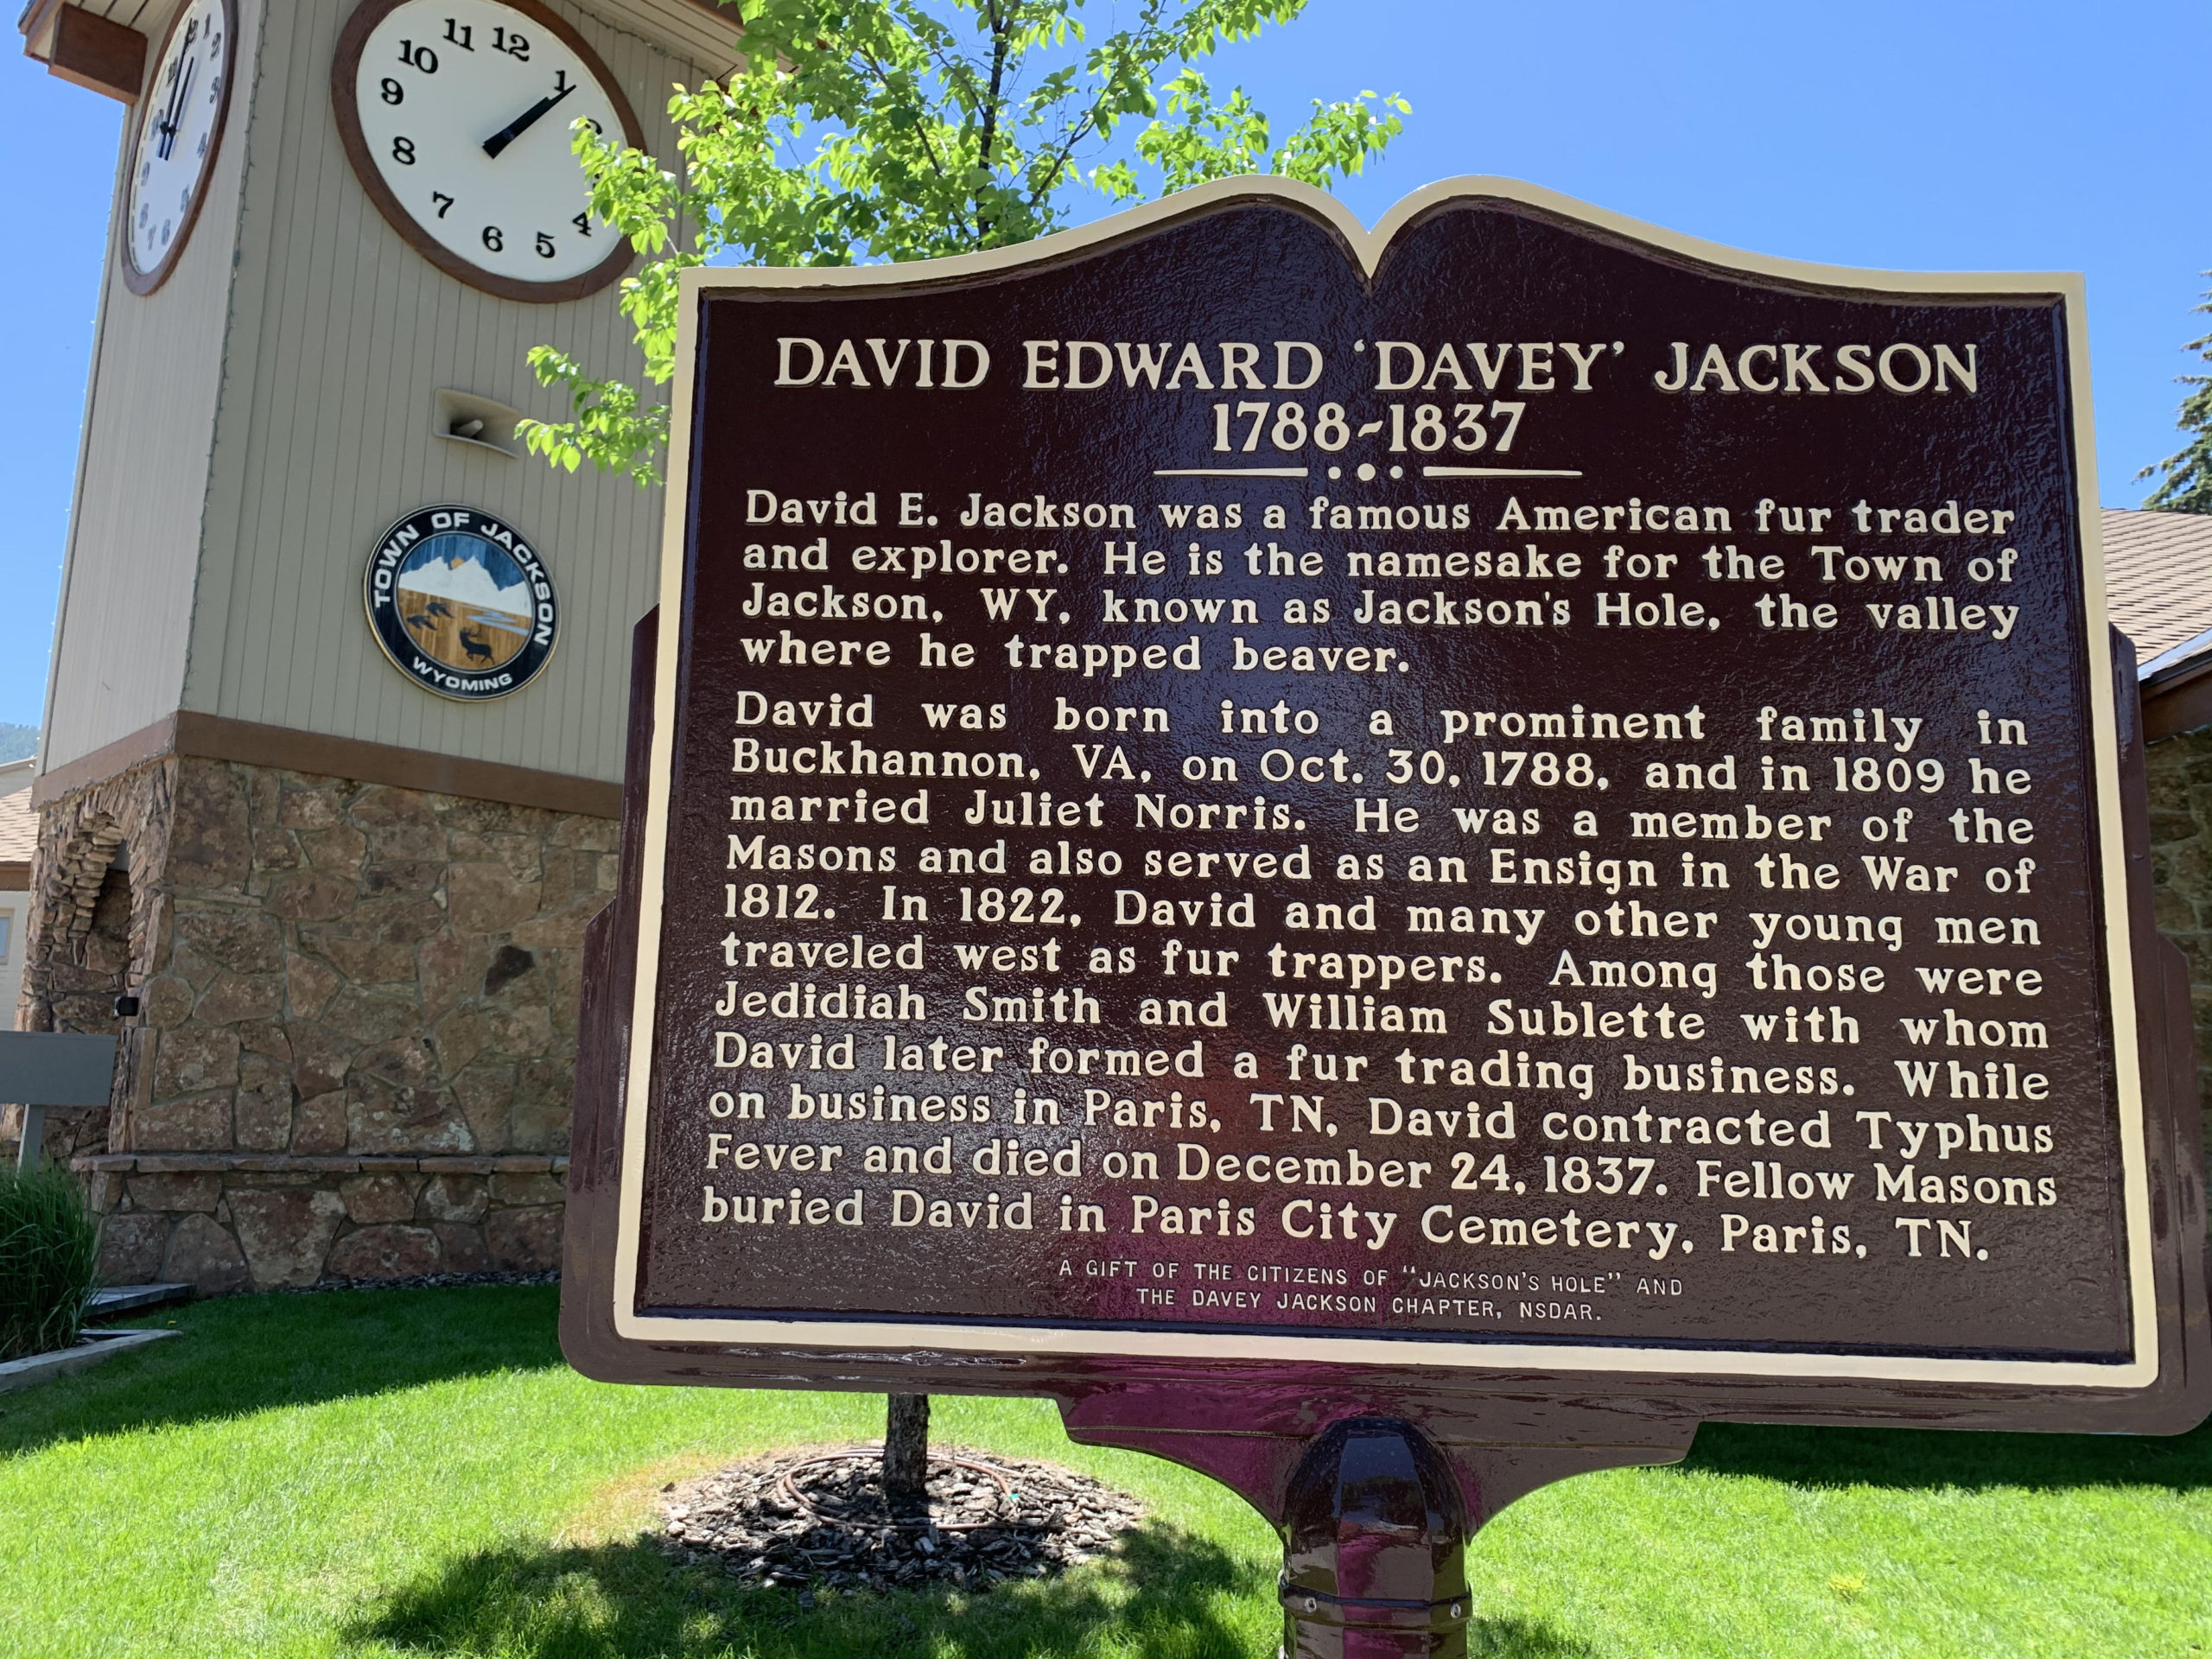 11 12 1
10
9
8
7
6 5 4
TOWN OF JACKSON
WYOMING
DAVID EDWARD ‘DAVEY’ JACKSON
1788~1837
David E. Jackson was a famous American fur trader
and explorer. He is the namesake for the Town of
Jackson, WY, known as Jackson's Hole, the valley
where he trapped beaver.
David was born into a prominent family in
Buckhannon, VA, on Oct. 30, 1788, and in 1809 he
married Juliet Norris. He was a member of the
Masons and also served as an Ensign in the War of
1812. In 1822, David and many other young men
traveled west as fur trappers. Among those were
Jedidiah Smith and William Sublette with whom
David later formed a fur trading business. While
on business in Paris, TN, David contracted Typhus
Fever and died on December 24, 1837. Fellow Masons
buried David in Paris City Cemetery, Paris, TN.
A GIFT OF THE CITIZENS OF "JACKSON'S HOLE" AND
THE DAVEY JACKSON CHAPTER, NSDAR.